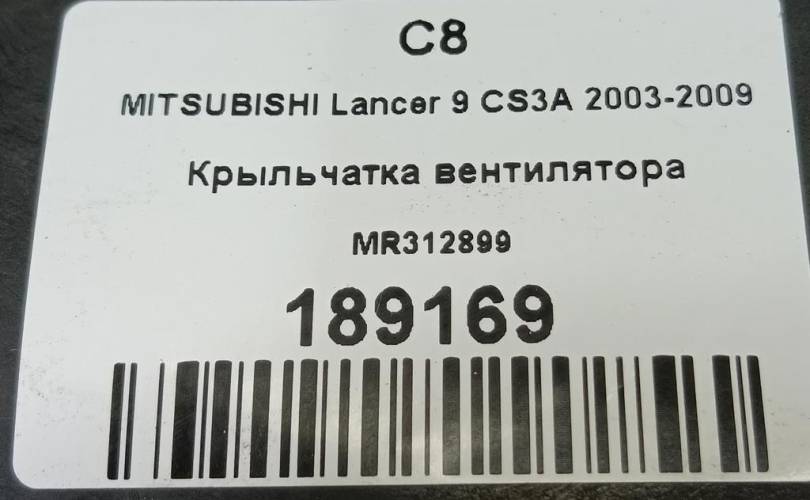 C8
MITSUBISHI Lancer 9 CS3A 2003-2009
Крыльчатка вентилятора
MR312899
189169